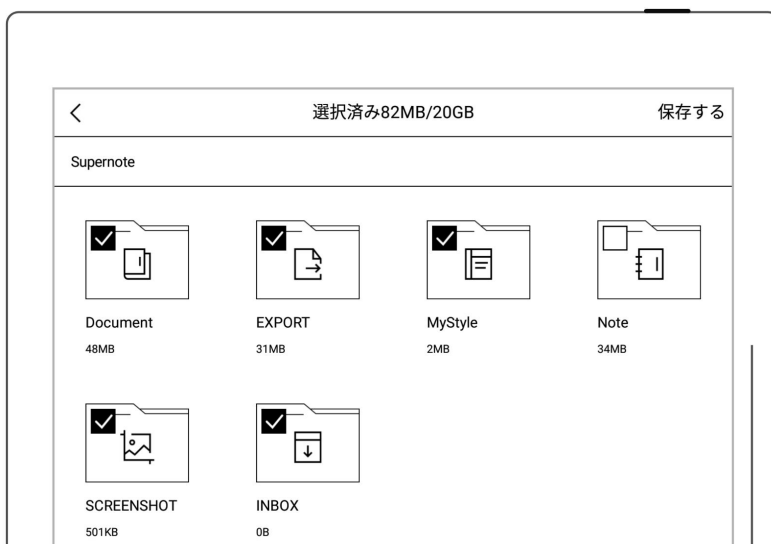 選択済み82MB/20GB
保存する
Supernote
Document
EXPORT
MyStyle
Note
48MB
31MB
2MB
34MB
SCREENSHOT
INBOX
501KB
0B